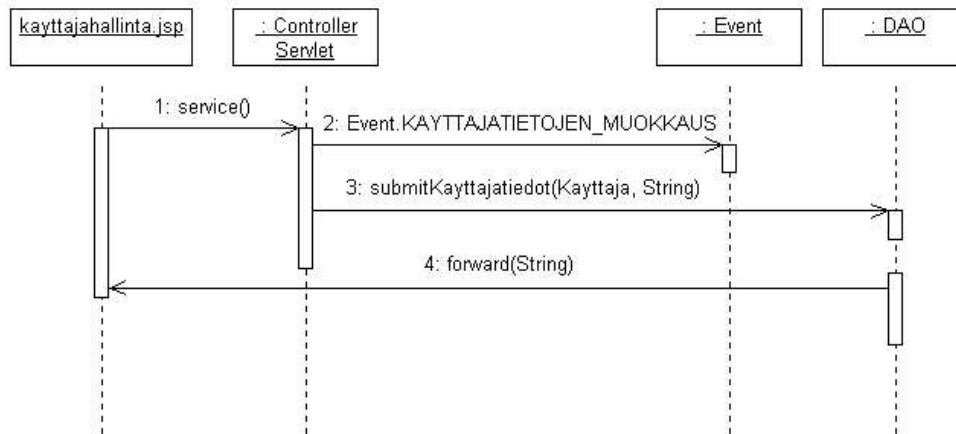 kayttajahallinta.jsp
: Controller
Servlet
: Event
: DAO
1: service()
2: Event.KAYTTAJATIETOJEN_MUOKKAUS
3: submitKayttajatiedot(Kayttaja, String)
4: forward(String)